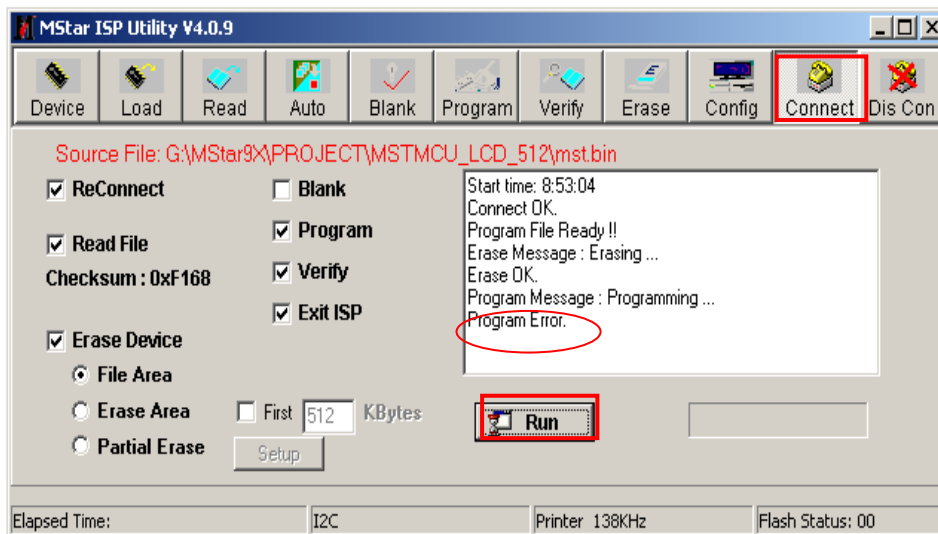 MStar ISP Utility V4.0.9
Device Load Read Auto Blank Program Verify Erase Config Connect Dis Con
Source File: G:\MStar9X\PROJECT\MSTMCU_LCD_512\mst.bin
ReConnect
Blank
Read File
Program
Checksum : 0xF168
Verify
Exit ISP
Erase Device
File Area
Erase Area
First 512 KBytes
Partial Erase
Setup
Start time: 8:53:04
Connect OK.
Program File Ready !!
Erase Message : Erasing ...
Erase OK.
Program Message : Programming ...
Program Error.
Run
Elapsed Time: I2C Printer 138KHz Flash Status: 00